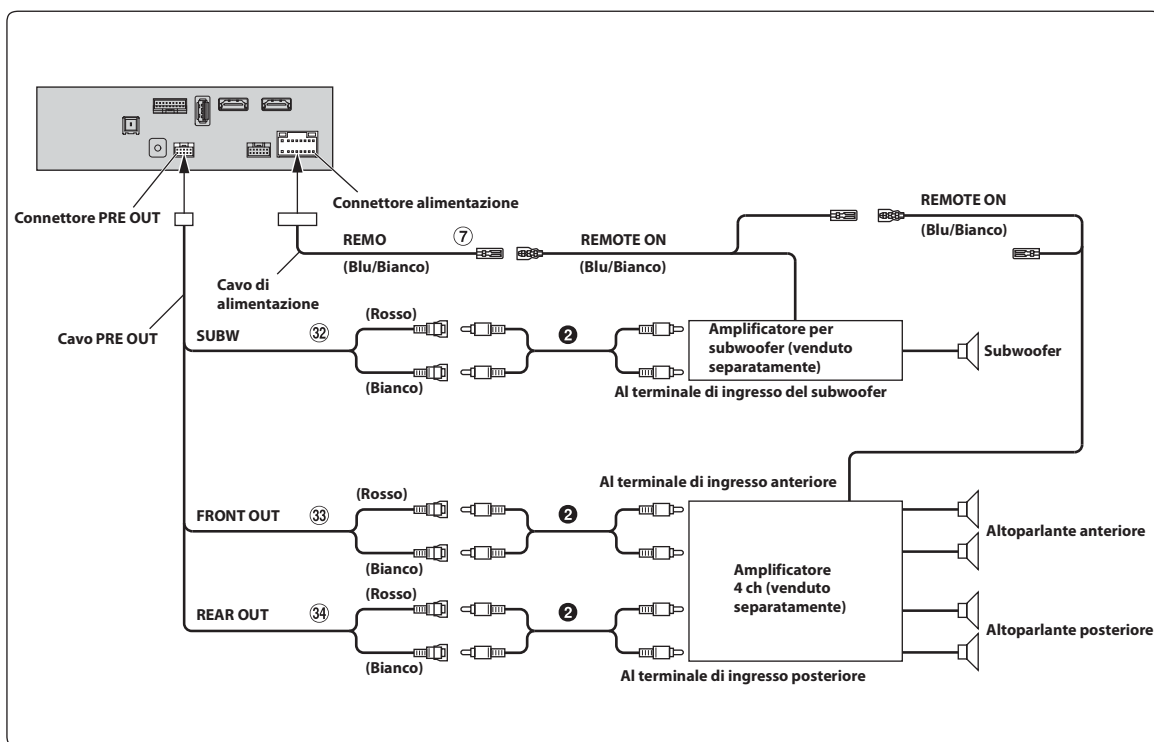 Connettore PRE OUT
Connettore alimentazione
REMO
⑦
(Blu/Bianco)
REMOTE ON
(Blu/Bianco)
REMOTE ON
(Blu/Bianco)
Cavo di
alimentazione
Cavo PRE OUT
SUBW
㉜
(Rosso)
(Bianco)
❷
Amplificatore per
subwoofer (venduto
separatamente)
Subwoofer
Al terminale di ingresso del subwoofer
Al terminale di ingresso anteriore
FRONT OUT
㉝
(Rosso)
(Bianco)
❷
Altoparlante anteriore
Amplificatore
4 ch (venduto
separatamente)
REAR OUT
㉞
(Rosso)
(Bianco)
❷
Altoparlante posteriore
Al terminale di ingresso posteriore